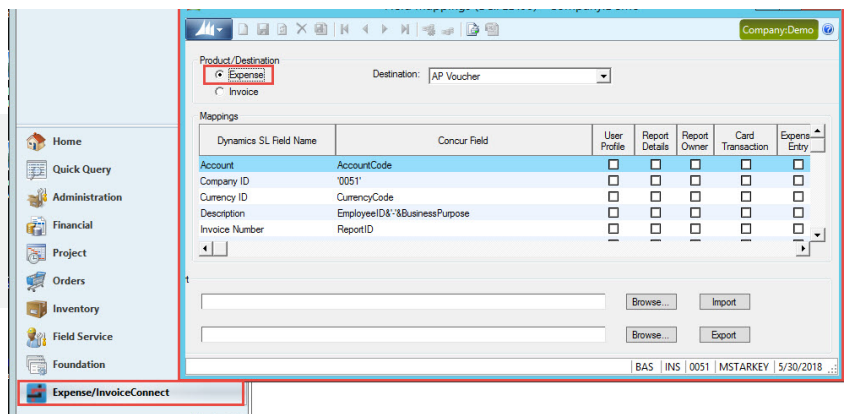 Company:Demo
Product/Destination
Expense
Destination: AP Voucher
Invoice
Mappings
Dynamics SL Field Name Concur Field User Profile Report Details Report Owner Card Transaction Expens Entry
Account AccountCode
Company ID '0051'
Currency ID CurrencyCode
Description EmployeeID&'-'&BusinessPurpose
Invoice Number ReportID
Browse... Import
Browse... Export
BAS INS 0051 MSTARKEY 5/30/2018
Home
Quick Query
Administration
Financial
Project
Orders
Inventory
Field Service
Foundation
Expense/InvoiceConnect